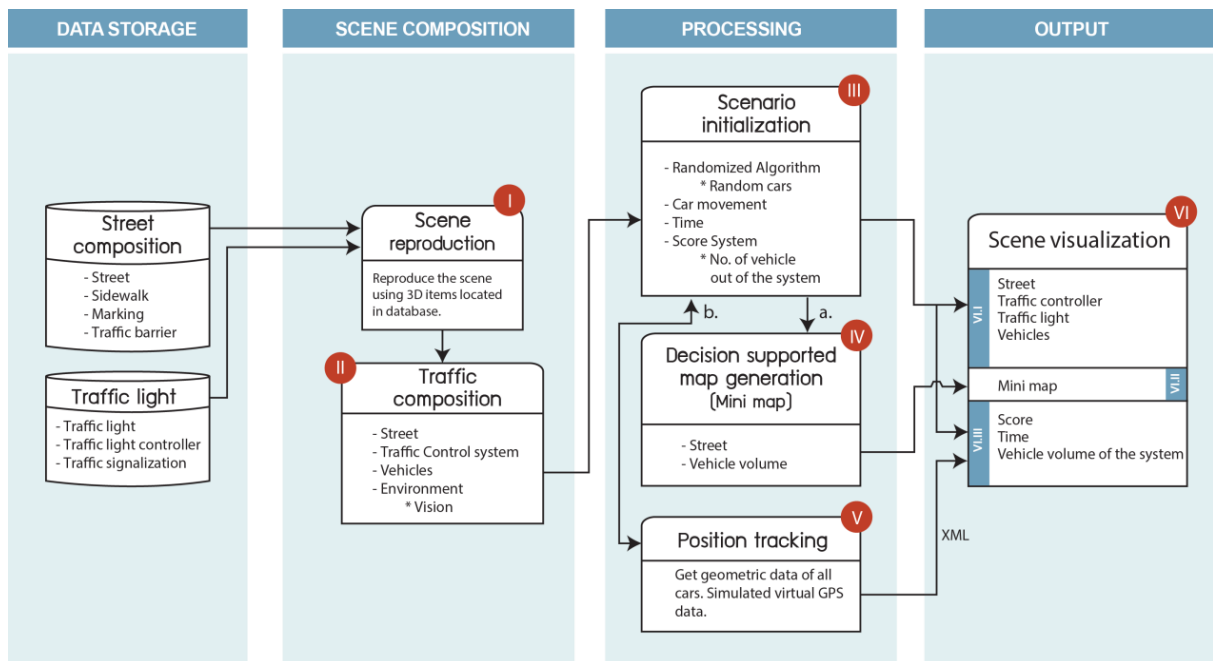 DATA STORAGE
SCENE COMPOSITION
PROCESSING
OUTPUT
Street
composition
- Street
- Sidewalk
- Marking
- Traffic barrier
Traffic light
- Traffic light
- Traffic light controller
- Traffic signalization
I
Scene
reproduction
Reproduce the scene
using 3D items located
in database.
II
Traffic
composition
- Street
- Traffic Control system
- Vehicles
- Environment
* Vision
III
Scenario
initialization
- Randomized Algorithm
* Random cars
- Car movement
- Time
- Score System
* No. of vehicle
out of the system
b.
a.
IV
Decision supported
map generation
(Mini map)
- Street
- Vehicle volume
V
Position tracking
Get geometric data of all
cars. Simulated virtual GPS
data.
XML
VI
Scene visualization
VI.I
Street
Traffic controller
Traffic light
Vehicles
Mini map
VI.II
VI.III
Score
Time
Vehicle volume of the system